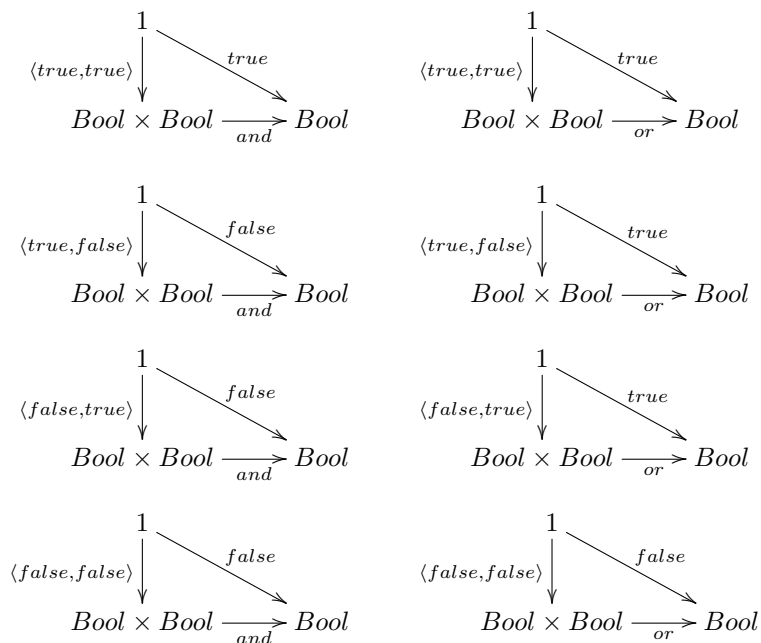 1 1
⟨true,true⟩ true ⟨true,true⟩ true
Bool × Bool and Bool Bool × Bool or Bool
1 1
⟨true,false⟩ false ⟨true,false⟩ true
Bool × Bool and Bool Bool × Bool or Bool
1 1
⟨false,true⟩ false ⟨false,true⟩ true
Bool × Bool and Bool Bool × Bool or Bool
1 1
⟨false,false⟩ false ⟨false,false⟩ false
Bool × Bool and Bool Bool × Bool or Bool